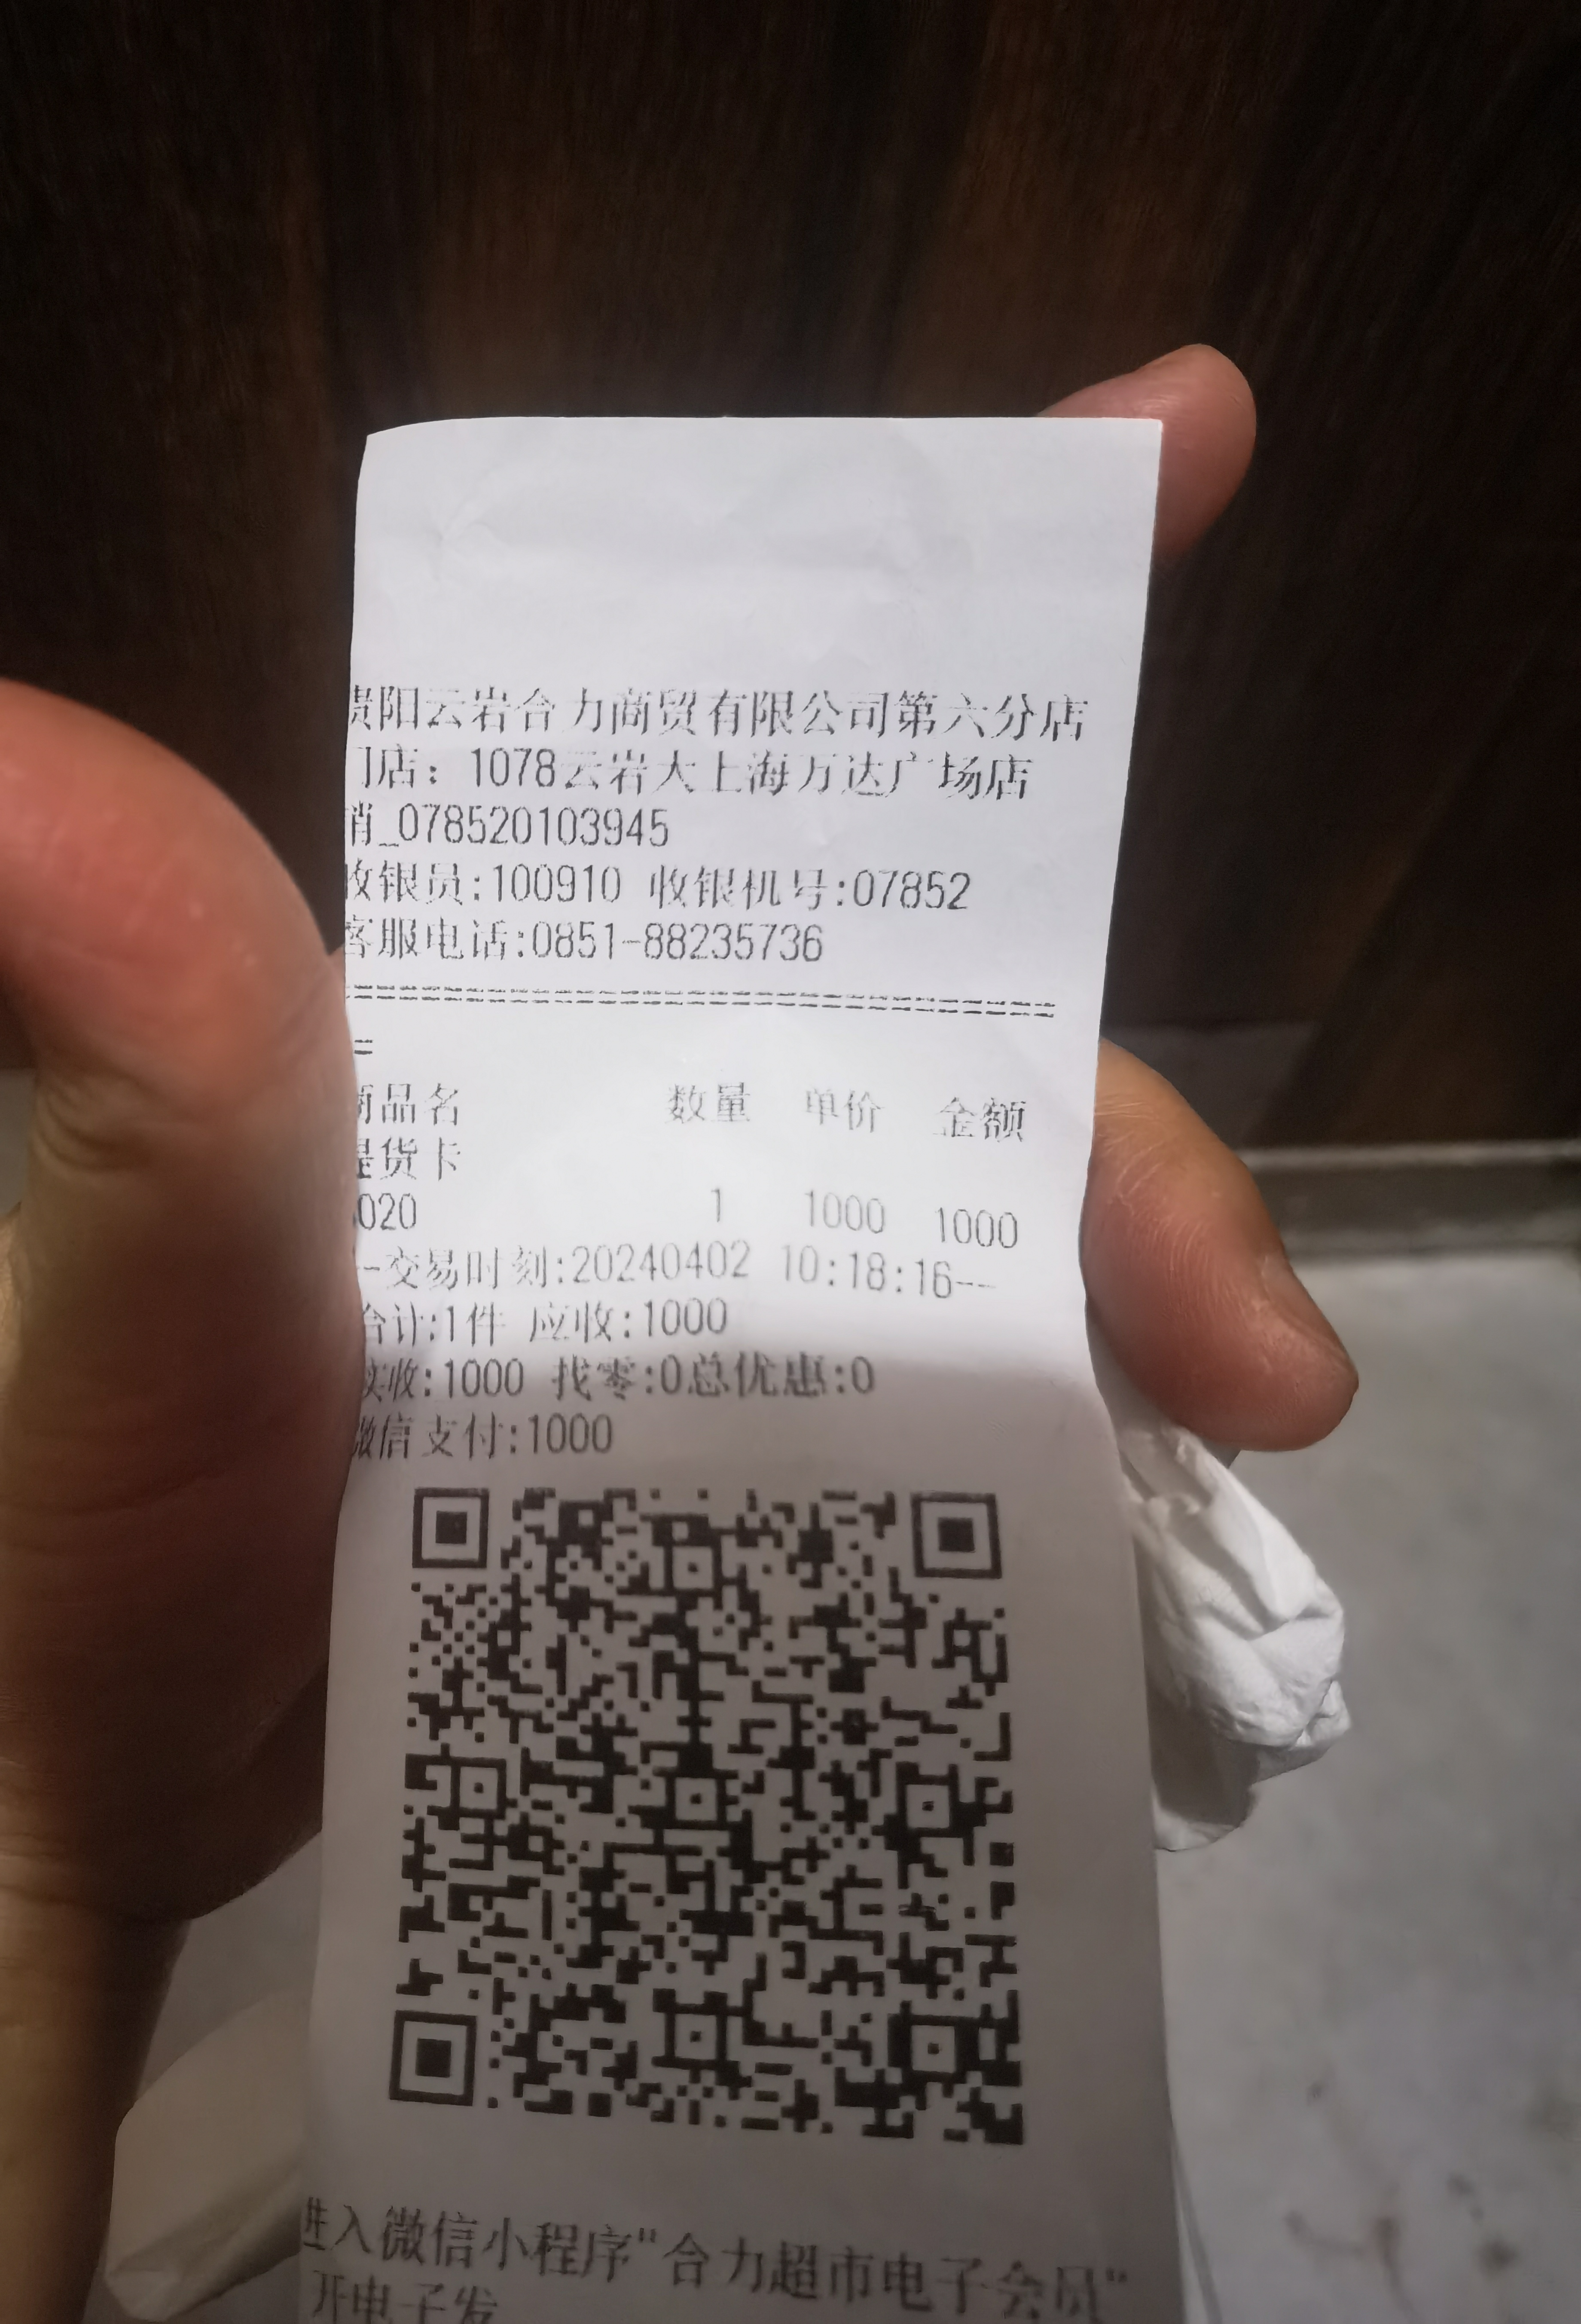 贵阳云岩合力商贸有限公司第六分店
门店：1078云岩大上海万达广场店
销_078520103945
收银员:100910 收银机号:07852
客服电话:0851-88235736
================================================
=
商品名 数量 单价 金额
提货卡
020 1 1000 1000
--交易时刻:20240402 10:18:16---
合计:1件 应收:1000
实收:1000 找零:0总优惠:0
微信支付:1000
进入微信小程序"合力超市电子会员"
开电子发